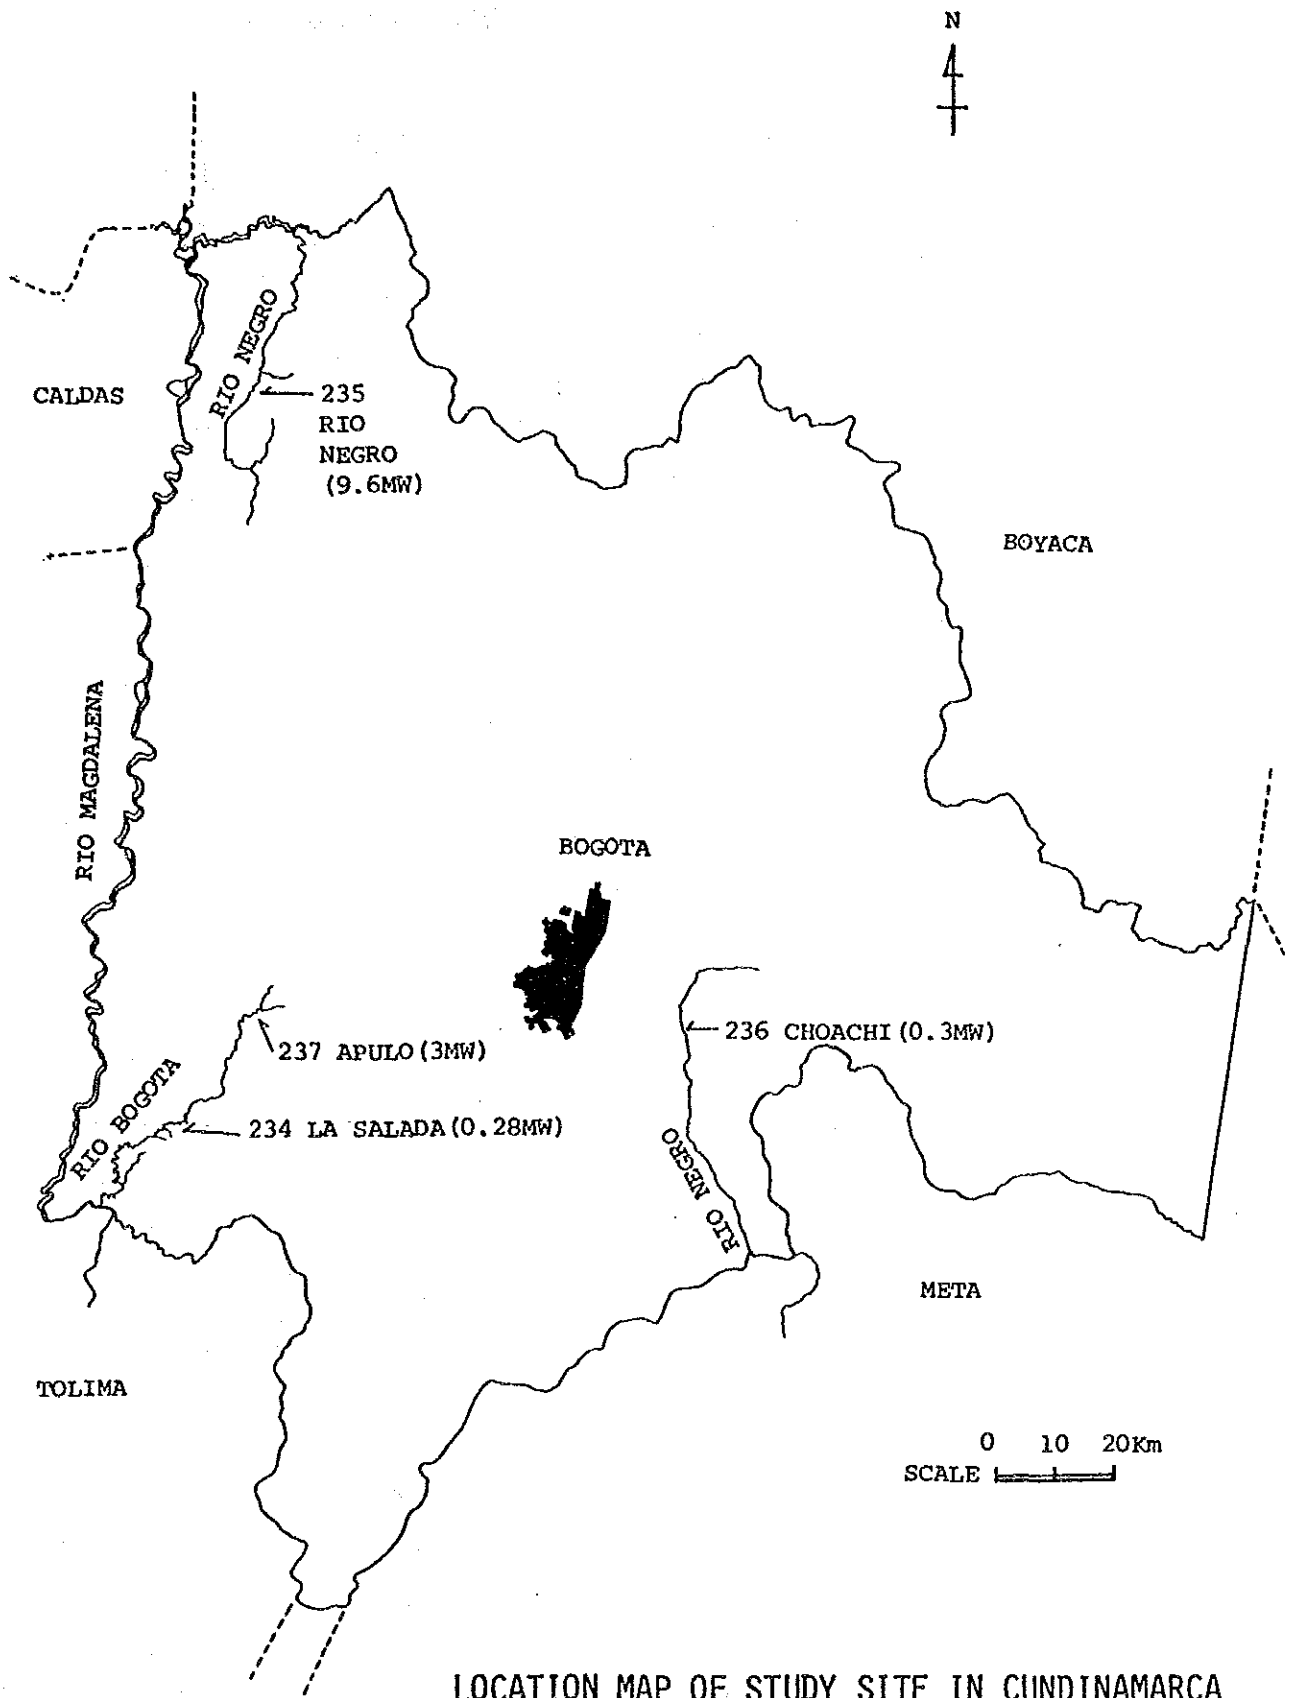 N
CALDAS
RIO NEGRO
235
RIO
NEGRO
(9.6MW)
BOYACA
RIO MAGDALENA
BOGOTA
237 APULO (3MW)
236 CHOACHI (0.3MW)
RIO BOGOTA
234 LA SALADA (0.28MW)
RIO NEGRO
META
TOLIMA
0 10 20Km
SCALE
LOCATION MAP OF STUDY SITE IN CUNDINAMARCA